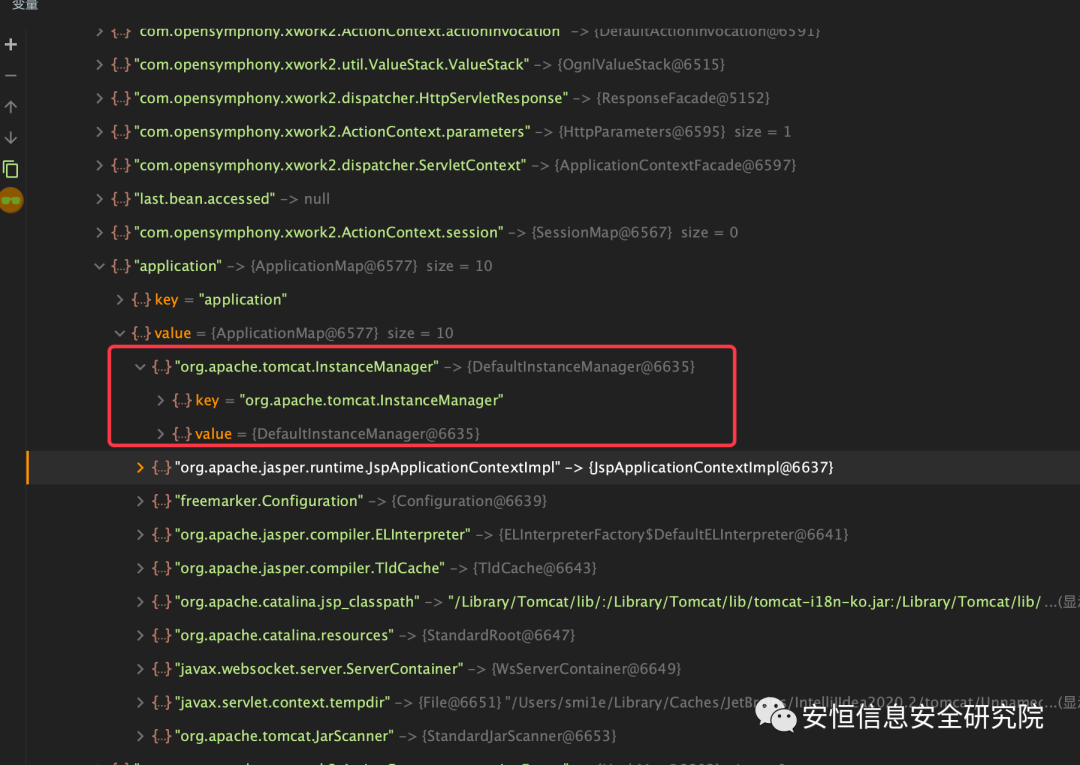 变量
{...} com.opensymphony.xwork2.ActionContext.actionInvocation -> {DefaultActionInvocation@6591}
{...} "com.opensymphony.xwork2.util.ValueStack.ValueStack" -> {OgnlValueStack@6515}
{...} "com.opensymphony.xwork2.dispatcher.HttpServletResponse" -> {ResponseFacade@5152}
{...} "com.opensymphony.xwork2.ActionContext.parameters" -> {HttpParameters@6595} size = 1
{...} "com.opensymphony.xwork2.dispatcher.ServletContext" -> {ApplicationContextFacade@6597}
{...} "last.bean.accessed" -> null
{...} "com.opensymphony.xwork2.ActionContext.session" -> {SessionMap@6567} size = 0
{...} "application" -> {ApplicationMap@6577} size = 10
{...} key = "application"
{...} value = {ApplicationMap@6577} size = 10
{...} "org.apache.tomcat.InstanceManager" -> {DefaultInstanceManager@6635}
{...} key = "org.apache.tomcat.InstanceManager"
{...} value = {DefaultInstanceManager@6635}
{...} "org.apache.jasper.runtime.JspApplicationContextImpl" -> {JspApplicationContextImpl@6637}
{...} "freemarker.Configuration" -> {Configuration@6639}
{...} "org.apache.jasper.compiler.ELInterpreter" -> {ELInterpreterFactory$DefaultELInterpreter@6641}
{...} "org.apache.jasper.compiler.TldCache" -> {TldCache@6643}
{...} "org.apache.catalina.jsp_classpath" -> "/Library/Tomcat/lib/:/Library/Tomcat/lib/tomcat-i18n-ko.jar:/Library/Tomcat/lib/ ...(显
{...} "org.apache.catalina.resources" -> {StandardRoot@6647}
{...} "javax.websocket.server.ServerContainer" -> {WsServerContainer@6649}
{...} "javax.servlet.context.tempdir" -> {File@6651} "/Users/smi1e/Library/Caches/JetBrains/IntelliJIdea2020.2/tomcat/Unnamed ...(显
安恒信息安全研究院
{...} "org.apache.tomcat.JarScanner" -> {StandardJarScanner@6653}